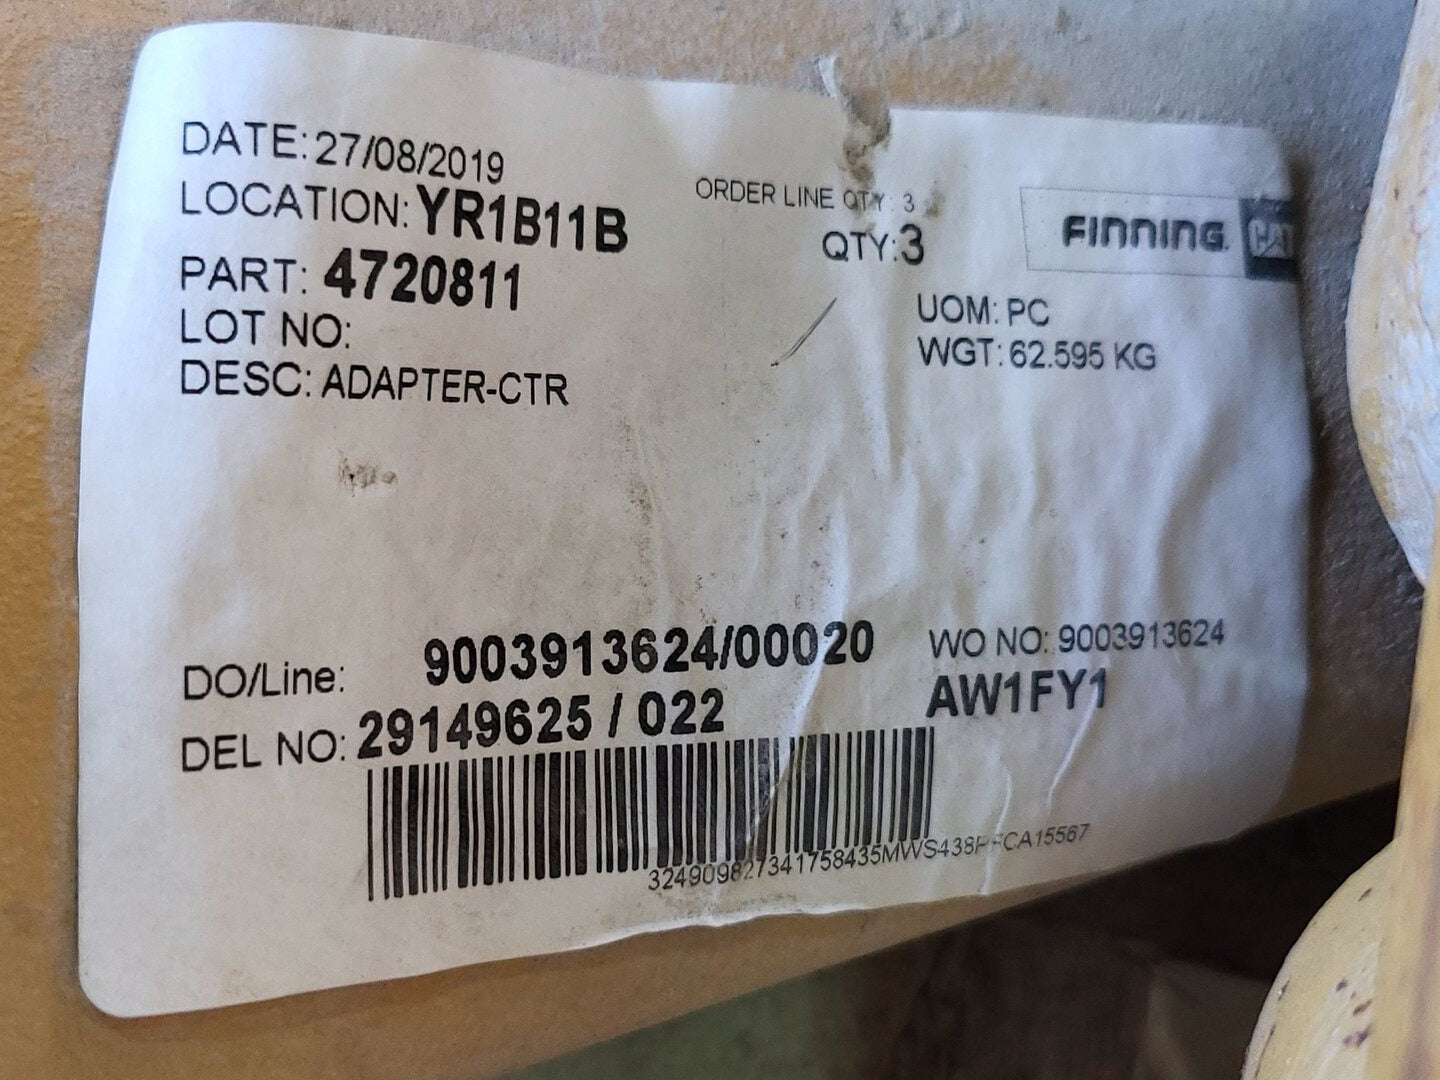 DATE: 27/08/2019
LOCATION: YR1B11B
PART: 4720811
LOT NO:
DESC: ADAPTER-CTR
ORDER LINE QTY: 3
QTY: 3
FINNING CAT
UOM: PC
WGT: 62.595 KG
DO/Line: 9003913624/00020
WO NO: 9003913624
DEL NO: 29149625 / 022
AW1FY1